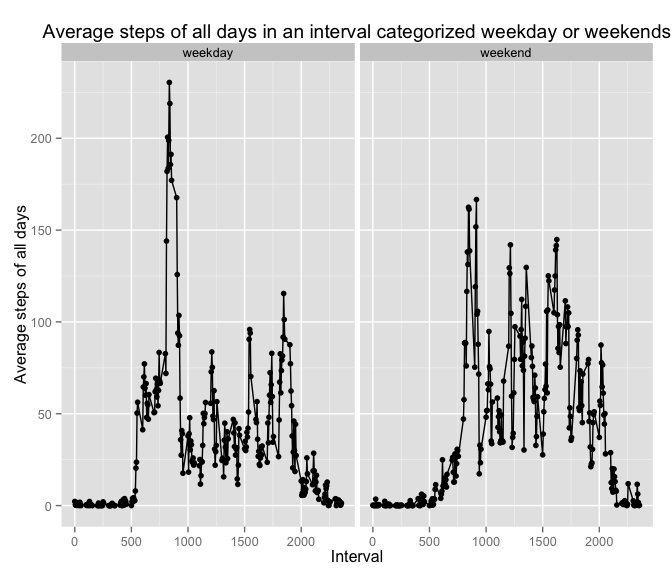 Average steps of all days in an interval categorized weekday or weekends
weekday weekend
Average steps of all days
200
150
100
50
0
0 500 1000 1500 2000 0 500 1000 1500 2000
Interval